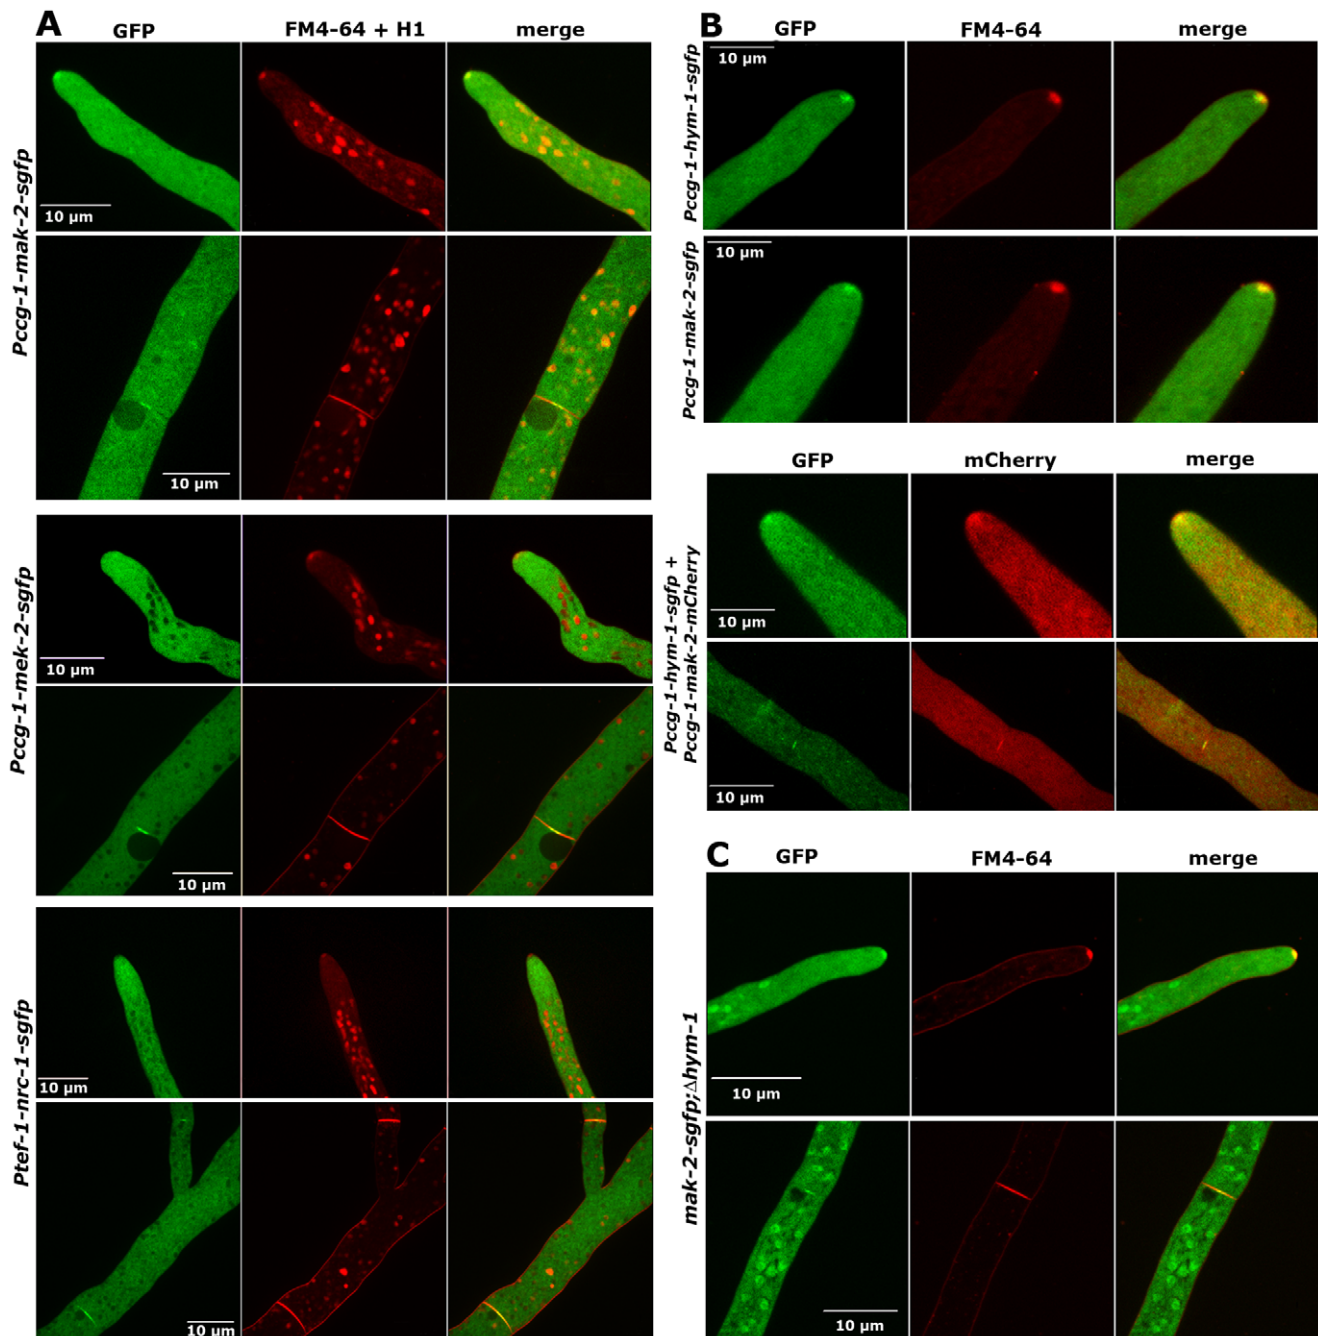 A
GFP
FM4-64 + H1
merge
Pccg-1-mak-2-sgfp
10 µm
10 µm
Pccg-1-mek-2-sgfp
10 µm
10 µm
Ptef-1-nrc-1-sgfp
10 µm
10 µm
B
GFP
FM4-64
merge
Pccg-1-hym-1-sgfp
10 µm
Pccg-1-mak-2-sgfp
10 µm
GFP
mCherry
merge
Pccg-1-hym-1-sgfp +
Pccg-1-mak-2-mCherry
10 µm
10 µm
C
GFP
FM4-64
merge
mak-2-sgfp;Δhym-1
10 µm
10 µm